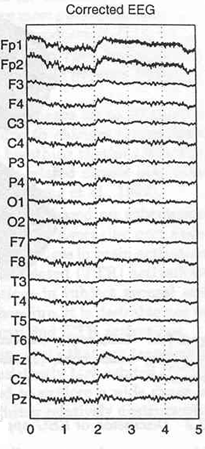 Corrected EEG
Fp1
Fp2
F3
F4
C3
C4
P3
P4
O1
O2
F7
F8
T3
T4
T5
T6
Fz
Cz
Pz
0 1 2 3 4 5